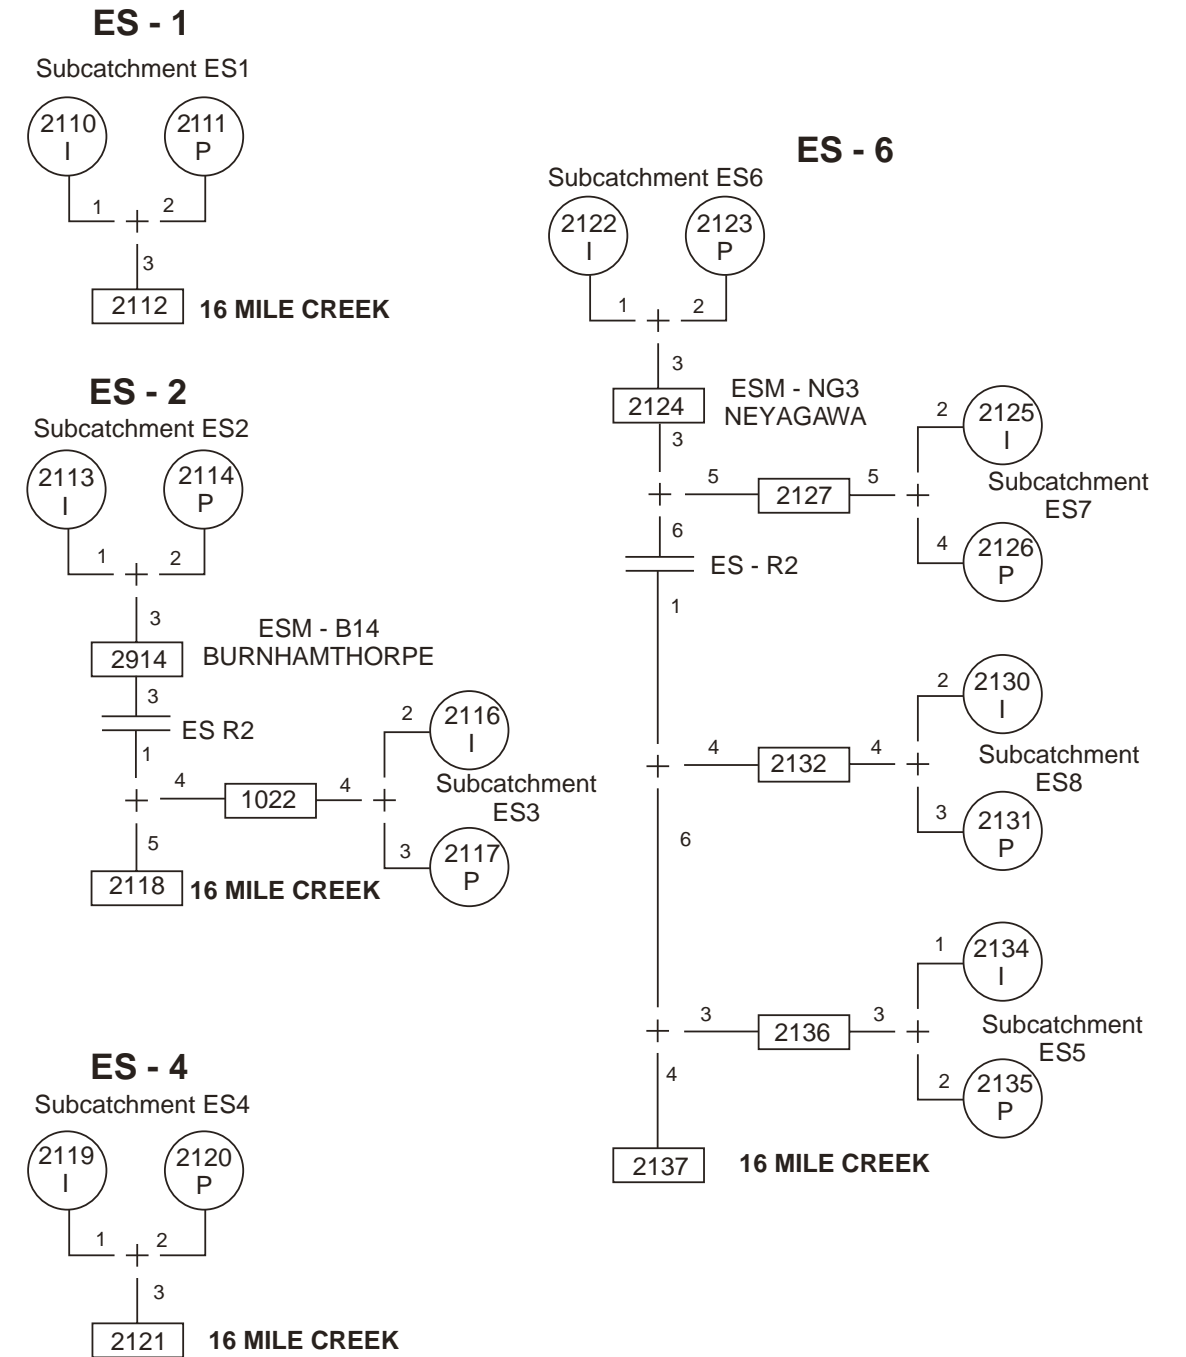 ES - 1
Subcatchment ES1
2110
I
2111
P
1
2
3
2112
16 MILE CREEK
ES - 2
Subcatchment ES2
2113
I
2114
P
1
2
3
2914
ESM - B14
BURNHAMTHORPE
3
ES R2
1
4
1022
4
2
2116
I
Subcatchment
ES3
3
2117
P
5
2118
16 MILE CREEK
ES - 4
Subcatchment ES4
2119
I
2120
P
1
2
3
2121
16 MILE CREEK
ES - 6
Subcatchment ES6
2122
I
2123
P
1
2
3
2124
ESM - NG3
NEYAGAWA
3
5
2127
5
2
2125
I
Subcatchment
ES7
4
2126
P
6
ES - R2
1
4
2132
4
2
2130
I
Subcatchment
ES8
3
2131
P
6
3
2136
3
1
2134
I
Subcatchment
ES5
2
2135
P
4
2137
16 MILE CREEK